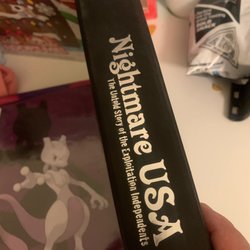 Nightmare USA
The Untold Story of the Exploitation Independents